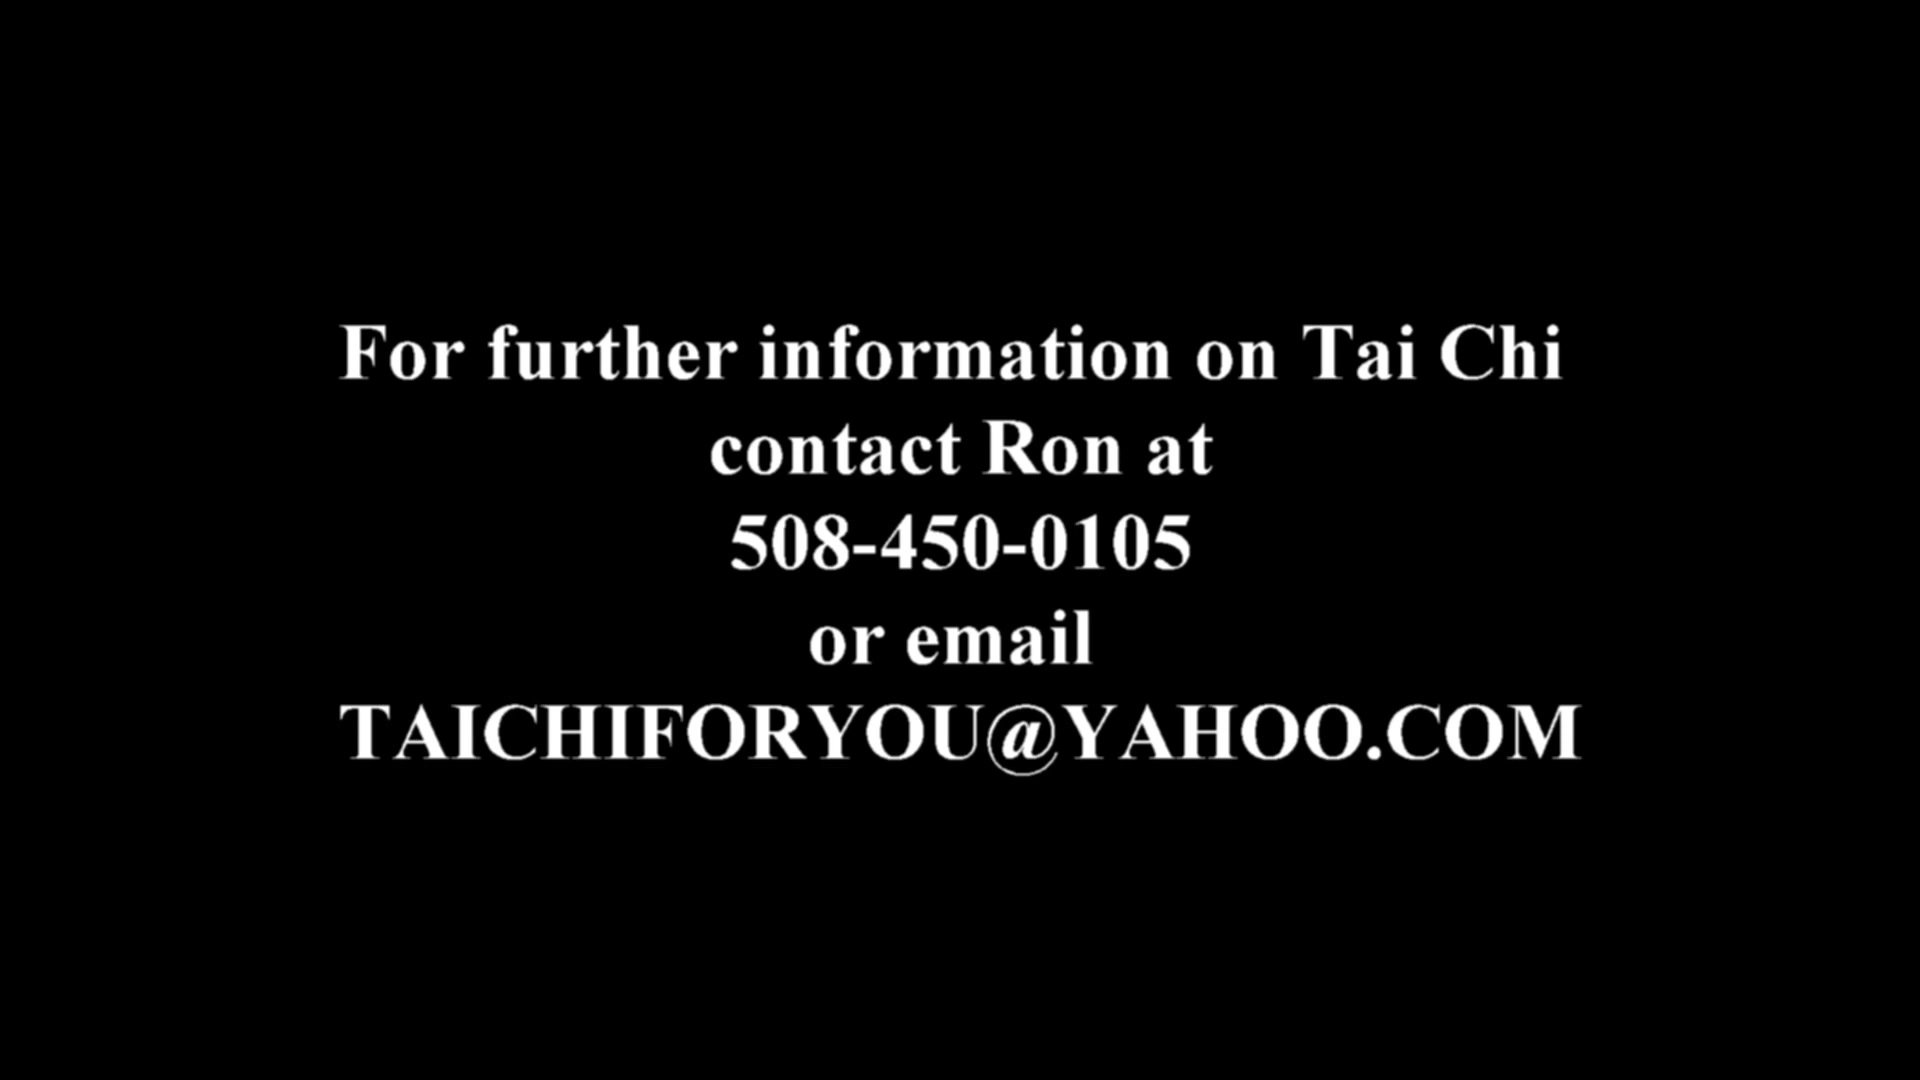 For further information on Tai Chi
contact Ron at
508-450-0105
or email
TAICHIFORYOU@YAHOO.COM